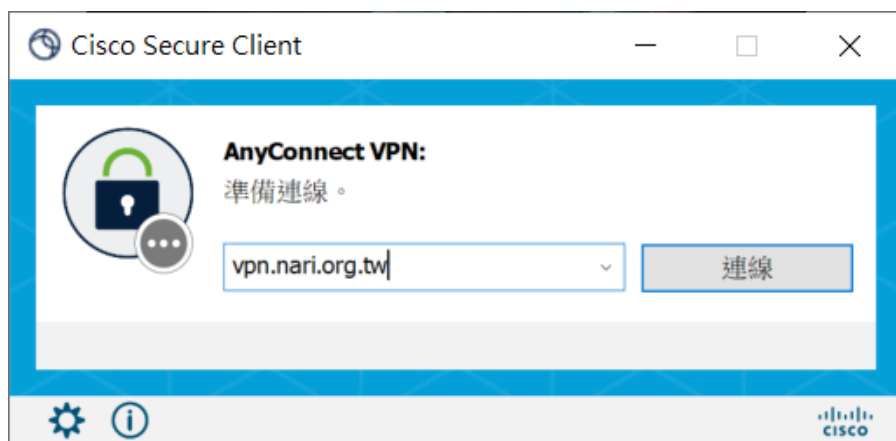 Cisco Secure Client
AnyConnect VPN:
準備連線。
vpn.nari.org.tw
連線
CISCO